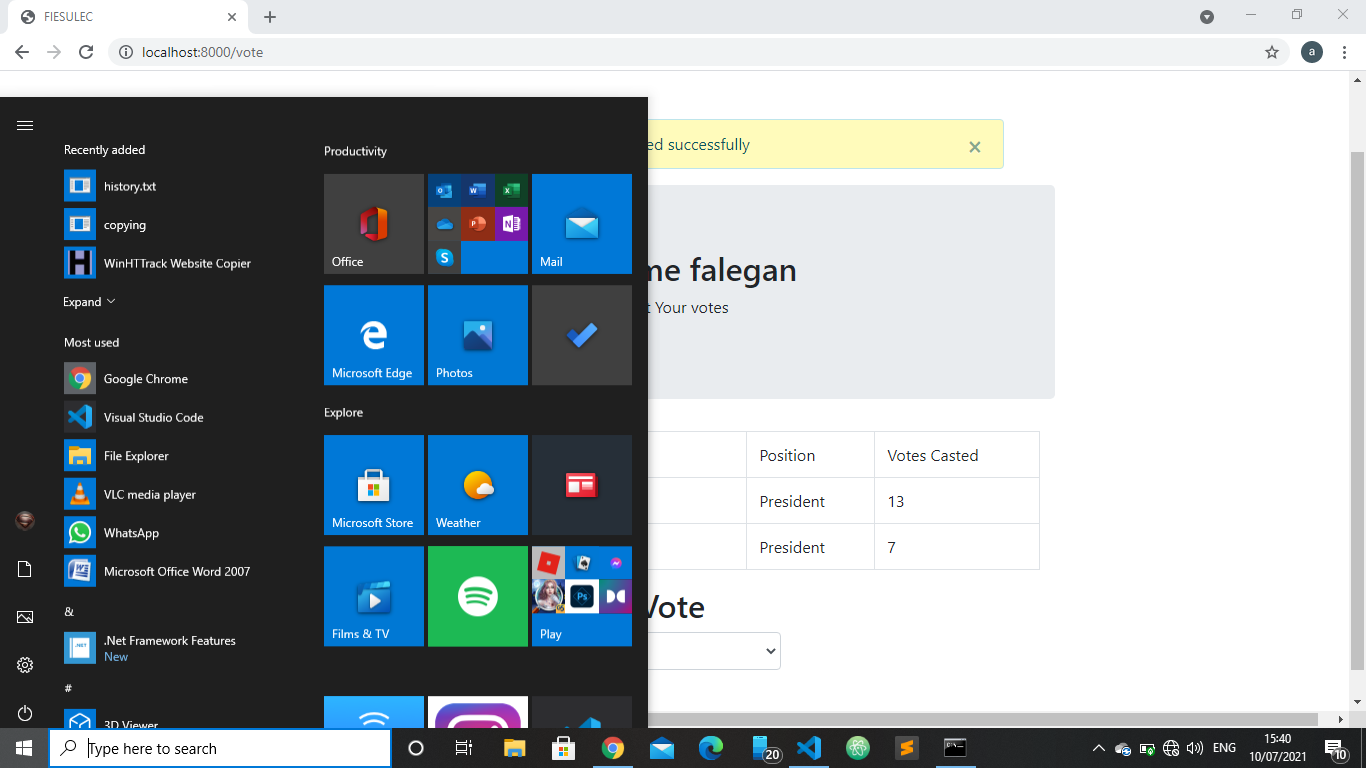 FIESULEC
localhost:8000/vote
a
Recently added
history.txt
copying
WinHTTrack Website Copier
Expand
Most used
Google Chrome
Visual Studio Code
File Explorer
VLC media player
WhatsApp
Microsoft Office Word 2007
&
.Net Framework Features
New
#
3D Viewer
Productivity
Office
Mail
Microsoft Edge
Photos
Explore
Microsoft Store
Weather
Films & TV
Play
ed successfully
×
me falegan
t Your votes
Position
Votes Casted
President
13
President
7
Vote
Type here to search
20
ENG
15:40
10/07/2021
10